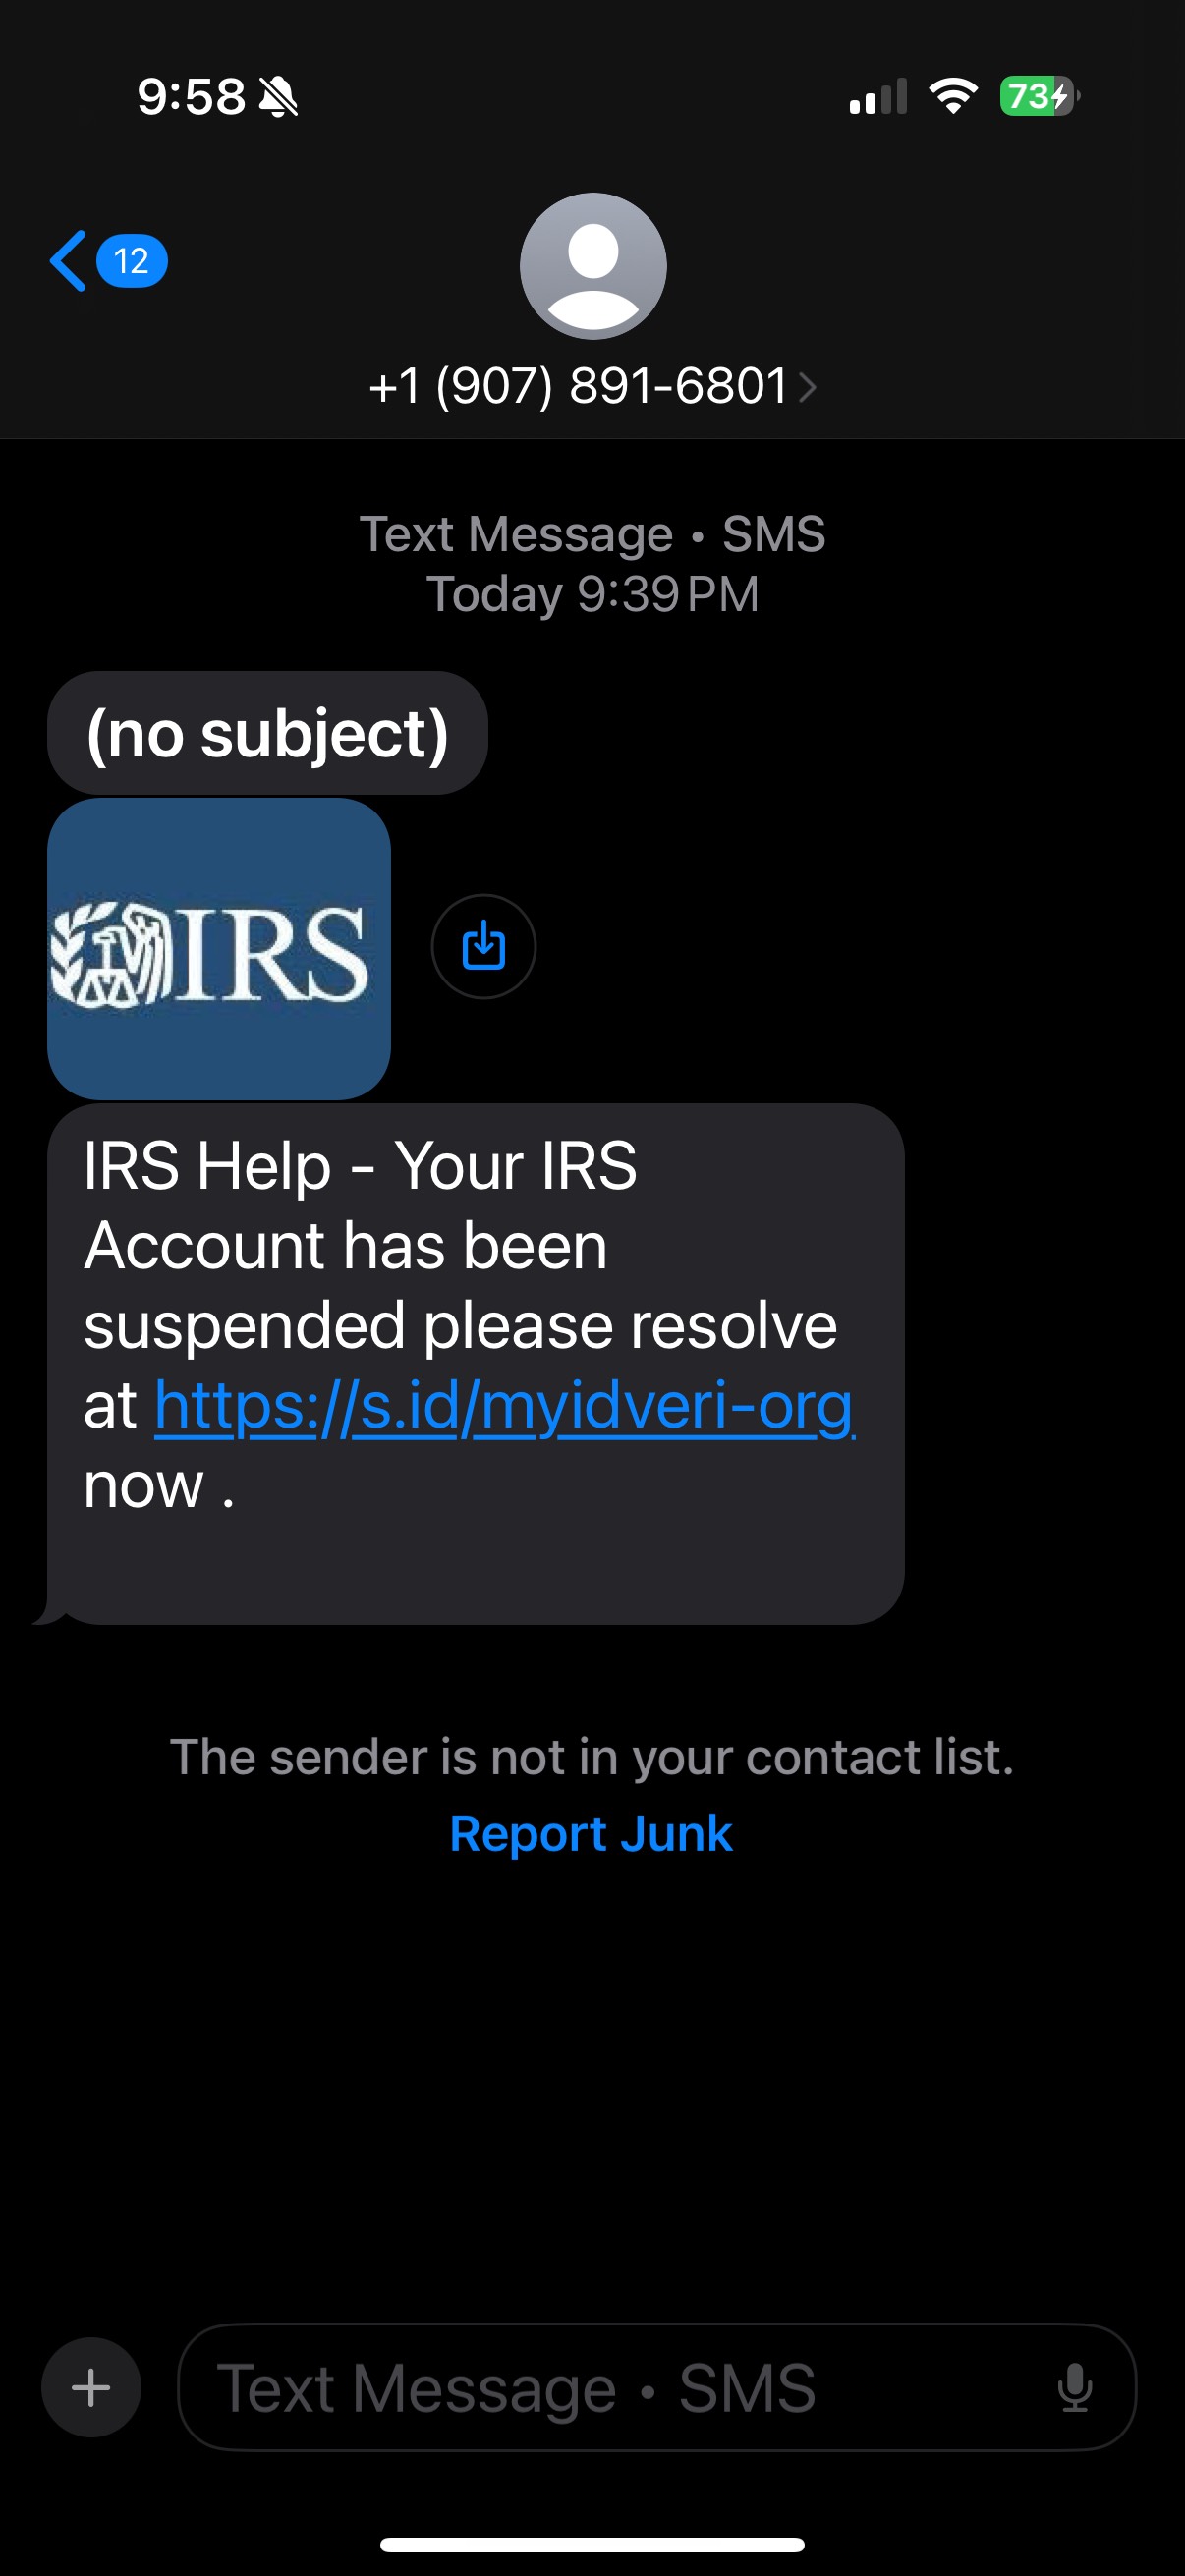 9:58
73
12
+1 (907) 891-6801
Text Message • SMS
Today 9:39 PM
(no subject)
IRS
IRS Help - Your IRS
Account has been
suspended please resolve
at https://s.id/myidveri-org
now .
The sender is not in your contact list.
Report Junk
Text Message • SMS